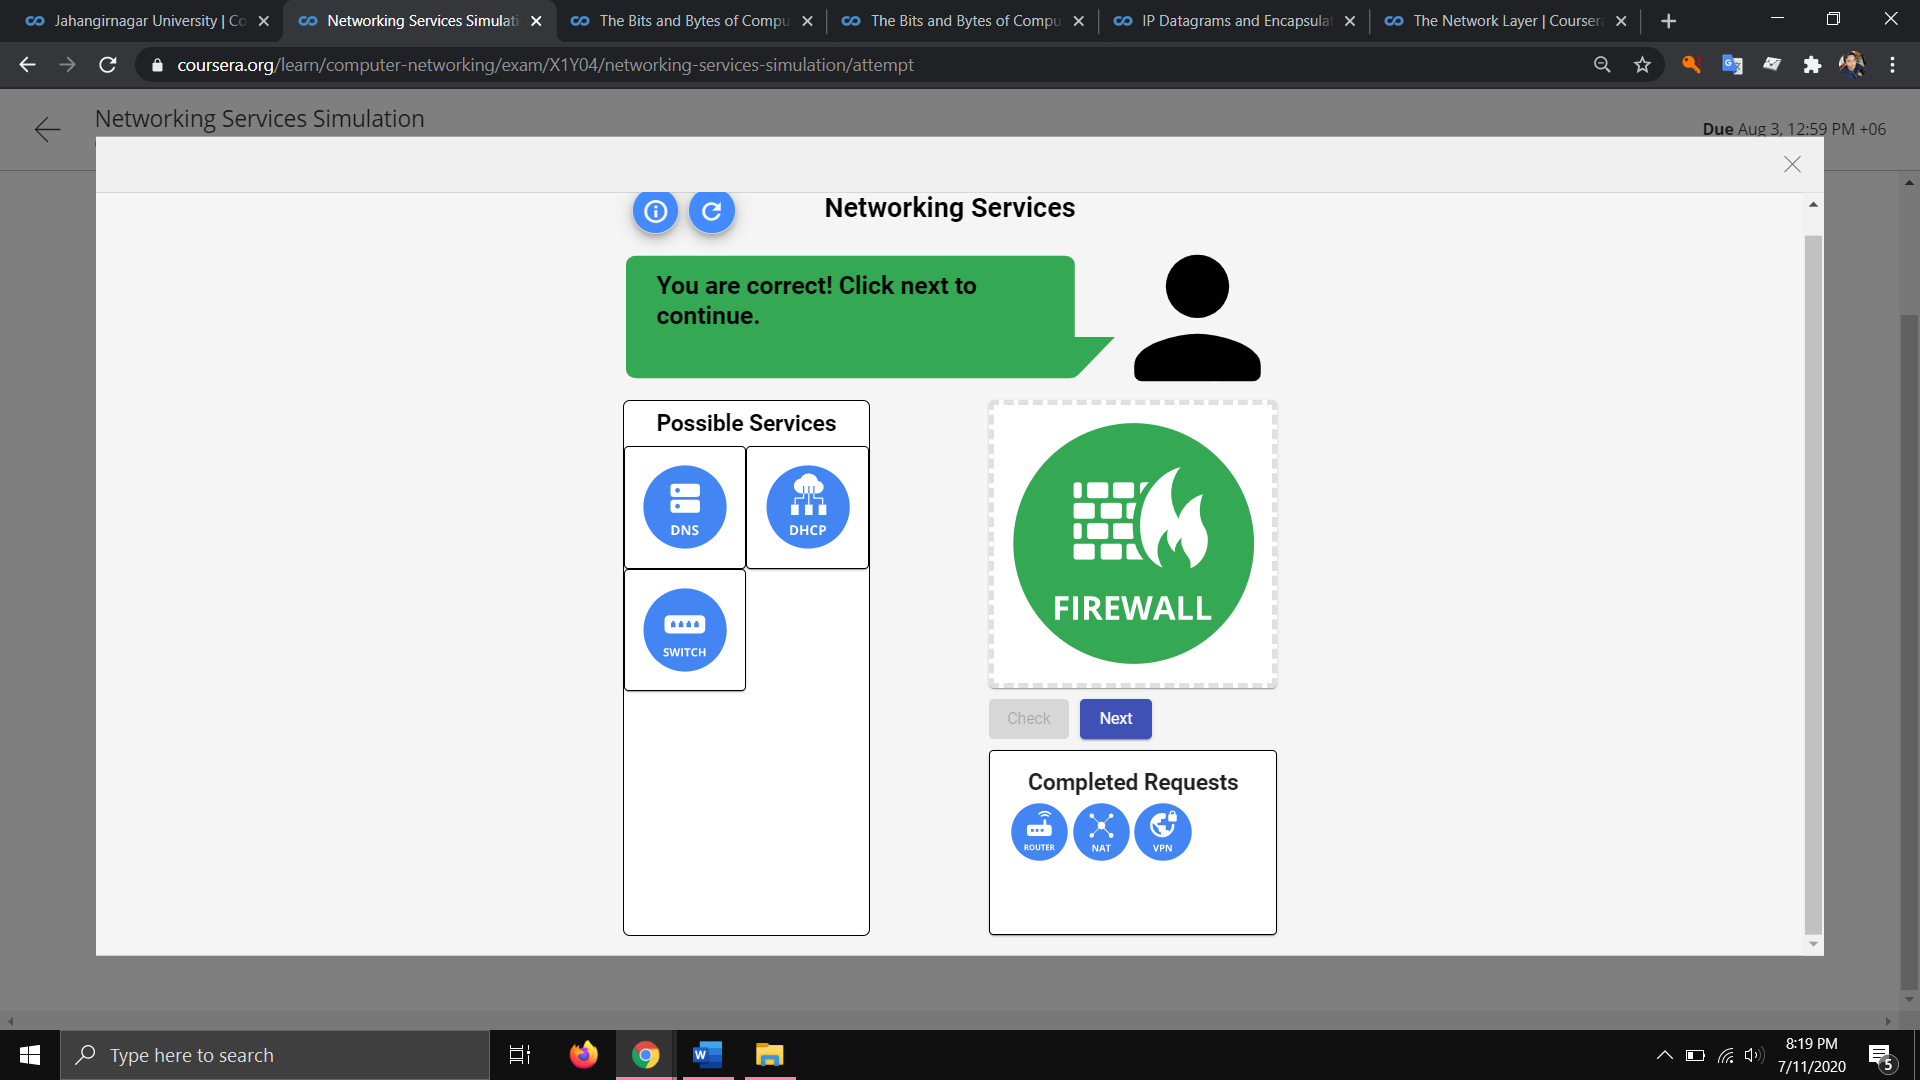 Jahangirnagar University | Co
Networking Services Simulati
The Bits and Bytes of Compu
The Bits and Bytes of Compu
IP Datagrams and Encapsulat
The Network Layer | Coursera
coursera.org/learn/computer-networking/exam/X1Y04/networking-services-simulation/attempt
Networking Services Simulation
Due Aug 3, 12:59 PM +06
Networking Services
You are correct! Click next to
continue.
Possible Services
DNS
DHCP
SWITCH
FIREWALL
Check
Next
Completed Requests
ROUTER
NAT
VPN
Type here to search
8:19 PM
7/11/2020
5